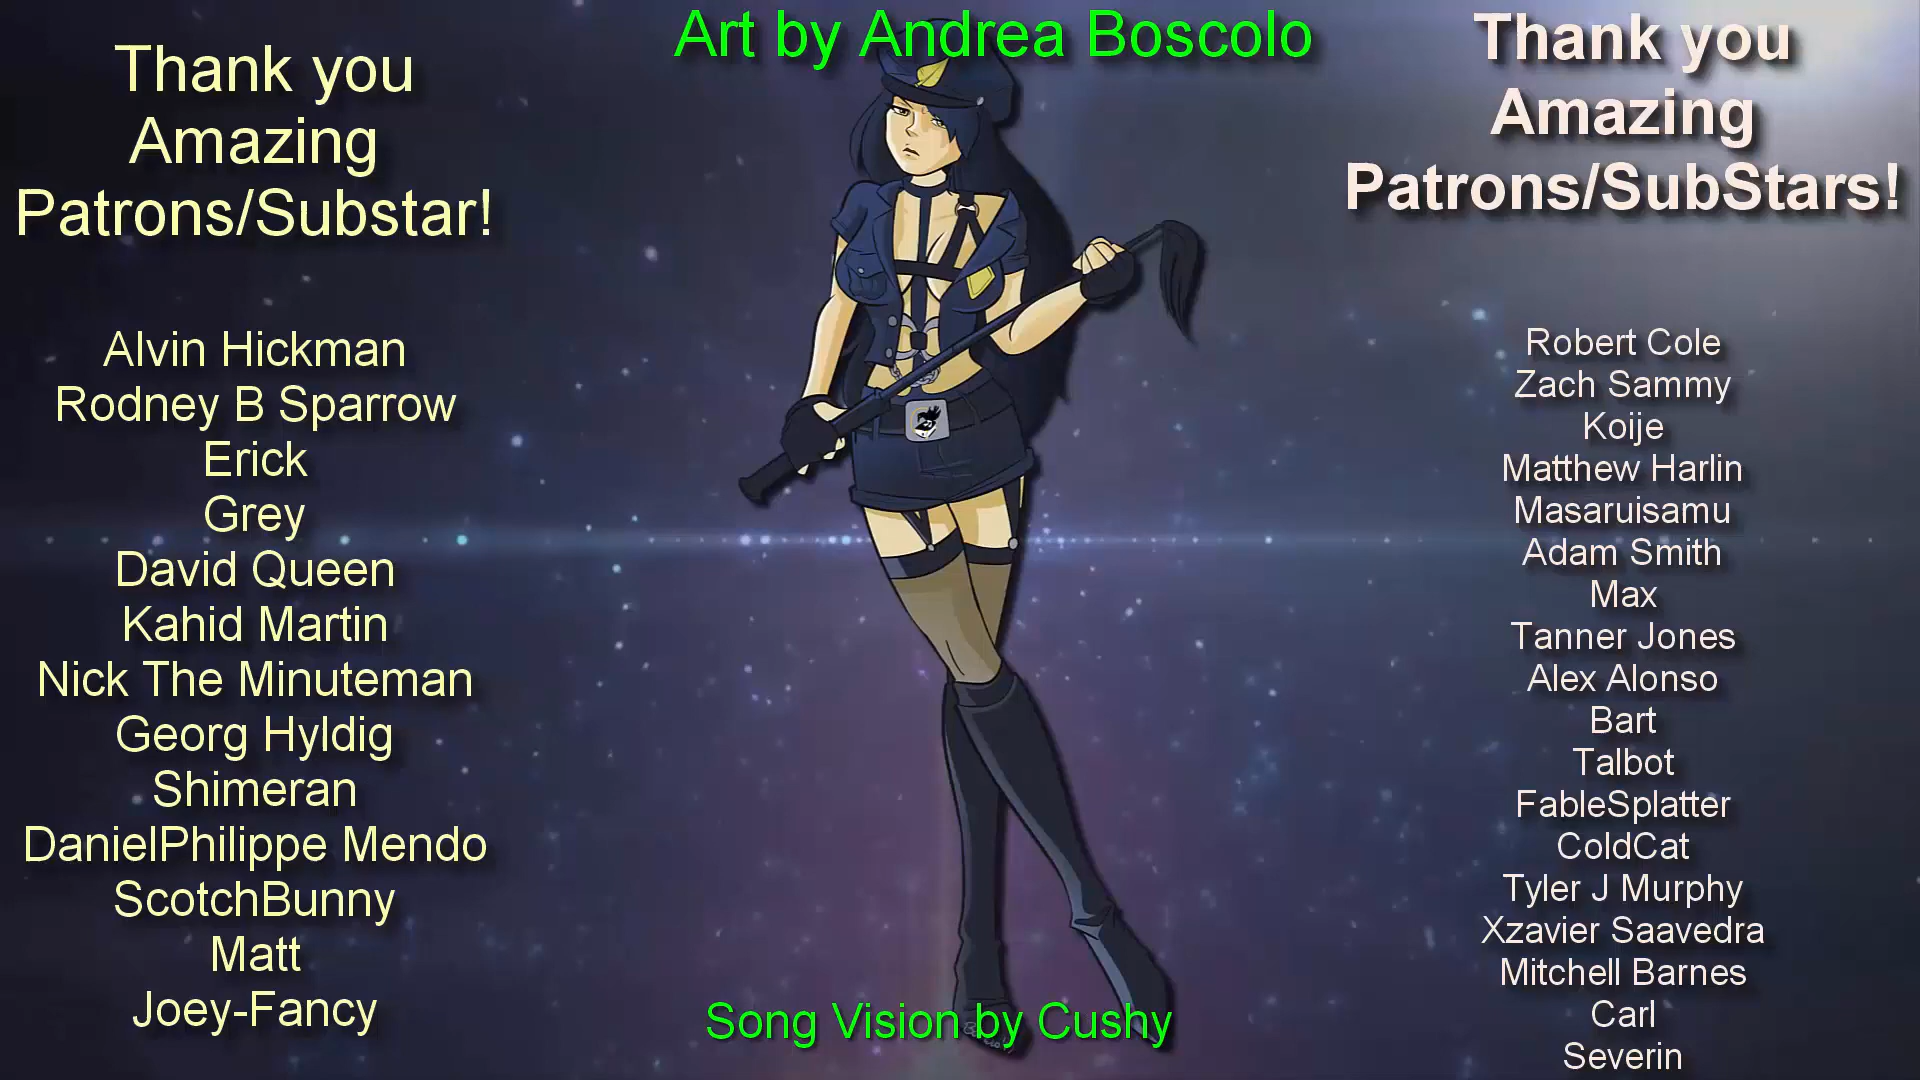 Thank you
Amazing
Patrons/Substar!
Alvin Hickman
Rodney B Sparrow
Erick
Grey
David Queen
Kahid Martin
Nick The Minuteman
Georg Hyldig
Shimeran
DanielPhilippe Mendo
ScotchBunny
Matt
Joey-Fancy
Art by Andrea Boscolo
Song Vision by Cushy
Thank you
Amazing
Patrons/SubStars!
Robert Cole
Zach Sammy
Koije
Matthew Harlin
Masaruisamu
Adam Smith
Max
Tanner Jones
Alex Alonso
Bart
Talbot
FableSplatter
ColdCat
Tyler J Murphy
Xzavier Saavedra
Mitchell Barnes
Carl
Severin